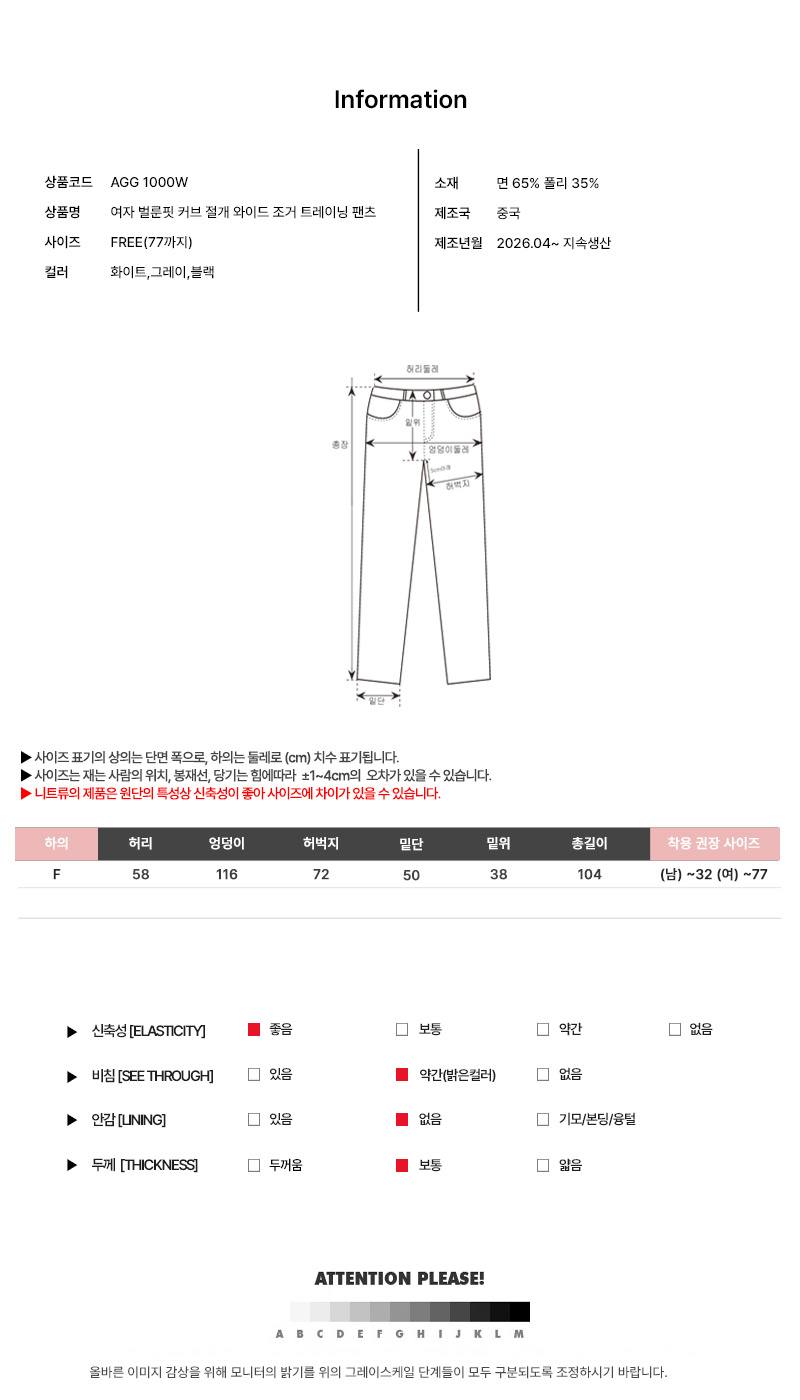 Information
상품코드 AGG 1000W
상품명 여자 벌룬핏 커브 절개 와이드 조거 트레이닝 팬츠
사이즈 FREE(77까지)
컬러 화이트,그레이,블랙
소재 면 65% 폴리 35%
제조국 중국
제조년월 2026.04~ 지속생산
허리둘레
밑위
총장
엉덩이둘레
허벅지
밑단
▶ 사이즈 표기의 상의는 단면 폭으로, 하의는 둘레로 (cm) 치수 표기됩니다.
▶ 사이즈는 재는 사람의 위치, 봉재선, 당기는 힘에따라 ±1~4cm의 오차가 있을 수 있습니다.
▶ 니트류의 제품은 원단의 특성상 신축성이 좋아 사이즈에 차이가 있을 수 있습니다.
하의 허리 엉덩이 허벅지 밑단 밑위 총길이 착용 권장 사이즈
F 58 116 72 50 38 104 (남) ~32 (여) ~77
▶ 신축성 [ELASTICITY] 좋음 보통 약간 없음
▶ 비침 [SEE THROUGH] 있음 약간(밝은컬러) 없음
▶ 안감 [LINING] 있음 없음 기모/본딩/융털
▶ 두께 [THICKNESS] 두꺼움 보통 얇음
ATTENTION PLEASE!
A B C D E F G H I J K L M
올바른 이미지 감상을 위해 모니터의 밝기를 위의 그레이스케일 단계들이 모두 구분되도록 조정하시기 바랍니다.